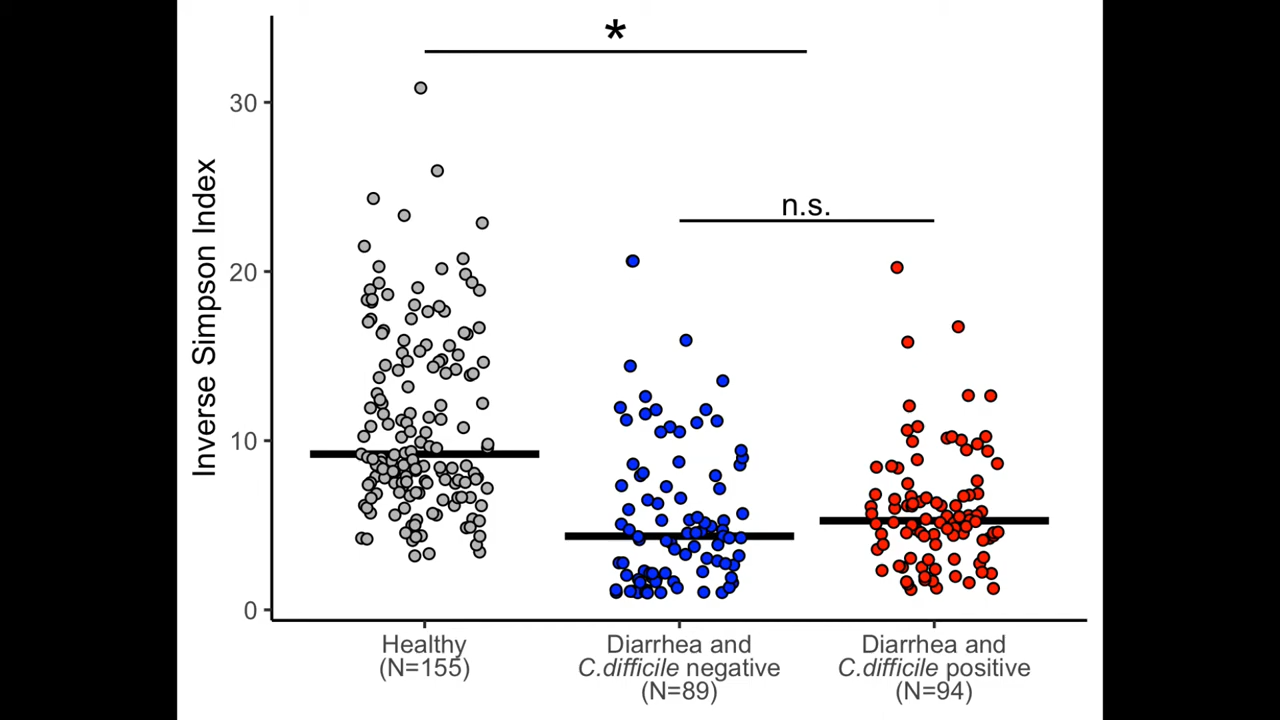 *
30
n.s.
20
10
0
Inverse Simpson Index
Healthy
(N=155)
Diarrhea and
C.difficile negative
(N=89)
Diarrhea and
C.difficile positive
(N=94)